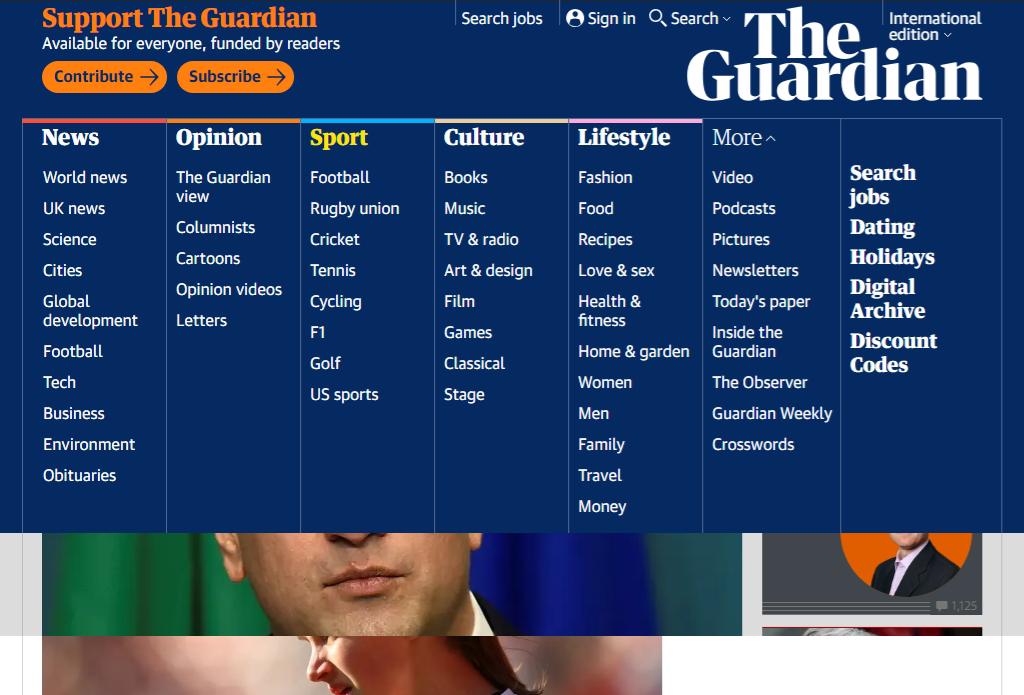 Support The Guardian
Available for everyone, funded by readers
Contribute
Subscribe
Search jobs
Sign in
Search
International
edition
The
Guardian
News
World news
UK news
Science
Cities
Global
development
Football
Tech
Business
Environment
Obituaries
Opinion
The Guardian
view
Columnists
Cartoons
Opinion videos
Letters
Sport
Football
Rugby union
Cricket
Tennis
Cycling
F1
Golf
US sports
Culture
Books
Music
TV & radio
Art & design
Film
Games
Classical
Stage
Lifestyle
Fashion
Food
Recipes
Love & sex
Health &
fitness
Home & garden
Women
Men
Family
Travel
Money
More
Video
Podcasts
Pictures
Newsletters
Today's paper
Inside the
Guardian
The Observer
Guardian Weekly
Crosswords
Search
jobs
Dating
Holidays
Digital
Archive
Discount
Codes
1,125